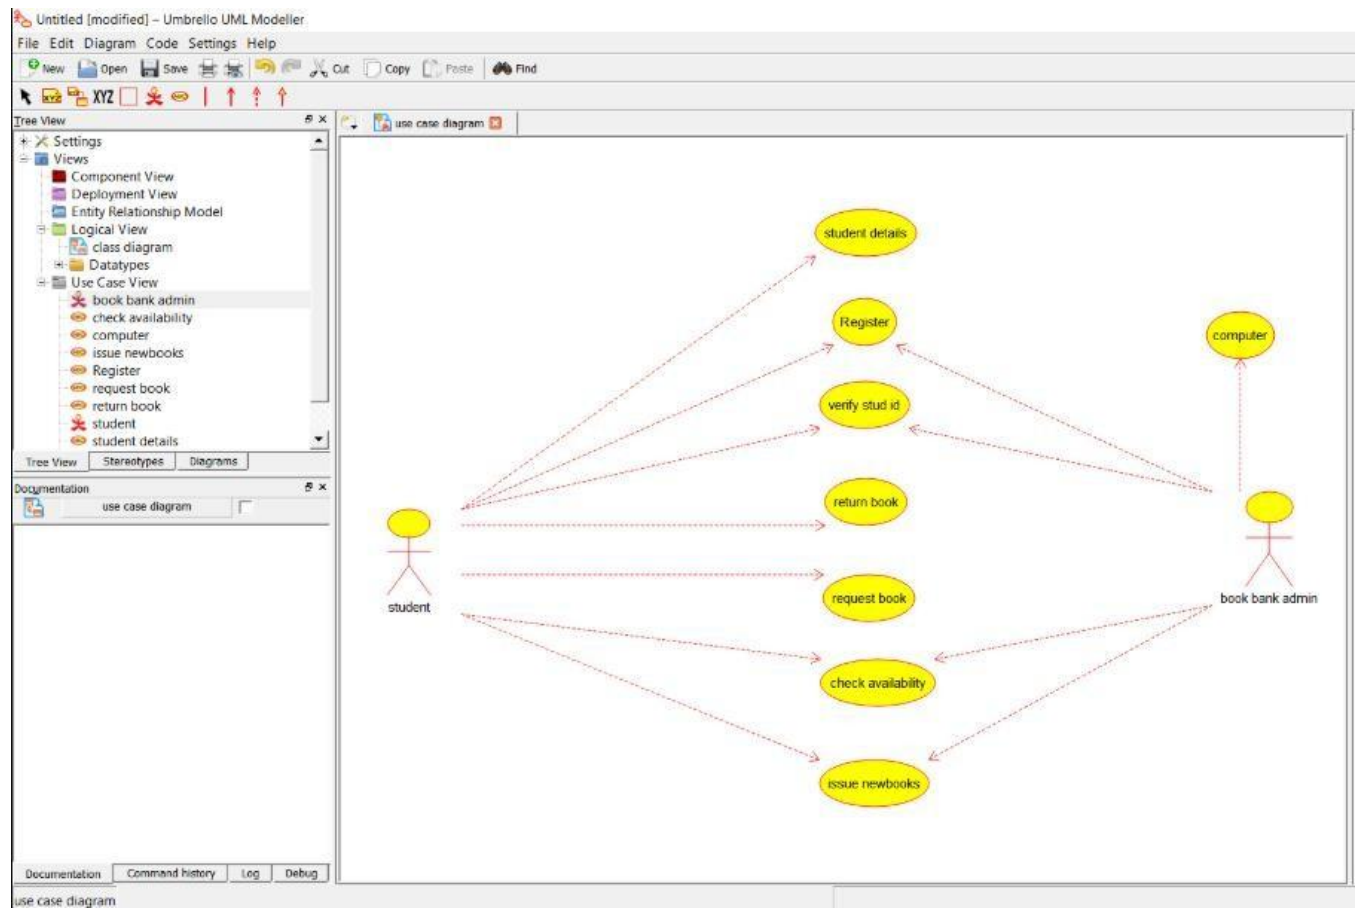 Untitled [modified] – Umbrello UML Modeller
File Edit Diagram Code Settings Help
New Open Save Cut Copy Paste Find
XYZ XYZ
Tree View
use case diagram
Settings
Views
Component View
Deployment View
Entity Relationship Model
Logical View
class diagram
Datatypes
Use Case View
book bank admin
check availability
computer
issue newbooks
Register
request book
return book
student
student details
Tree View Stereotypes Diagrams
Documentation
use case diagram
Documentation Command history Log Debug
use case diagram
student details
Register
computer
verify stud id
return book
student
request book
book bank admin
check availability
issue newbooks